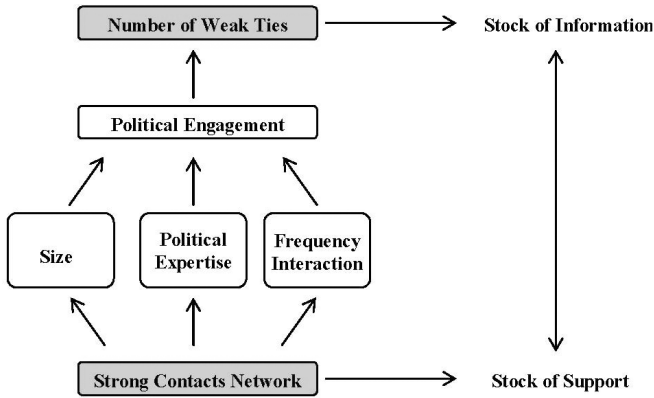 Number of Weak Ties
Stock of Information
Political Engagement
Size
Political
Expertise
Frequency
Interaction
Strong Contacts Network
Stock of Support